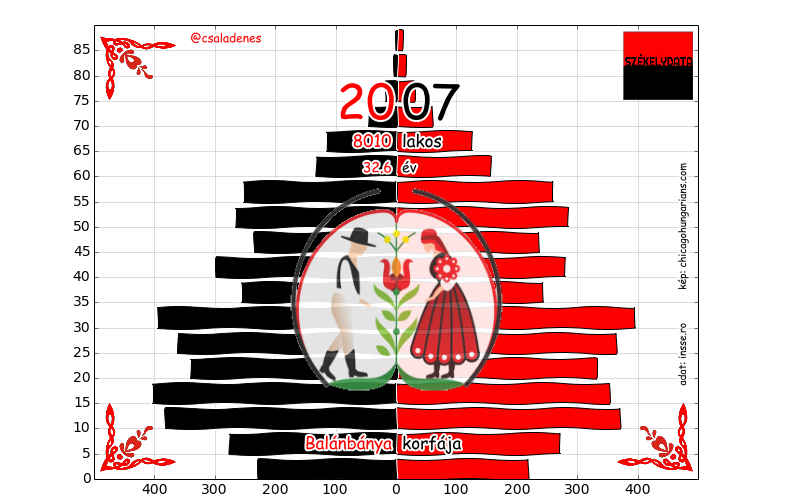 @csaladenes
SZÉKELYDATA
2007
8010 lakos
32.6 év
kép: chicagohungarians.com
adat: insse.ro
Balánbánya korfája
85
80
75
70
65
60
55
50
45
40
35
30
25
20
15
10
5
0
400 300 200 100 0 100 200 300 400